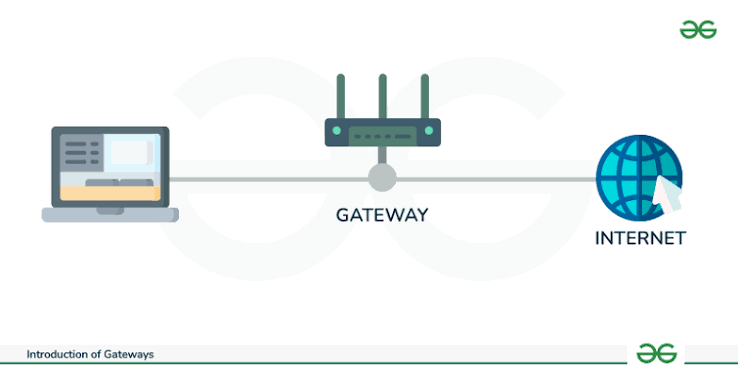 GATEWAY
INTERNET
Introduction of Gateways